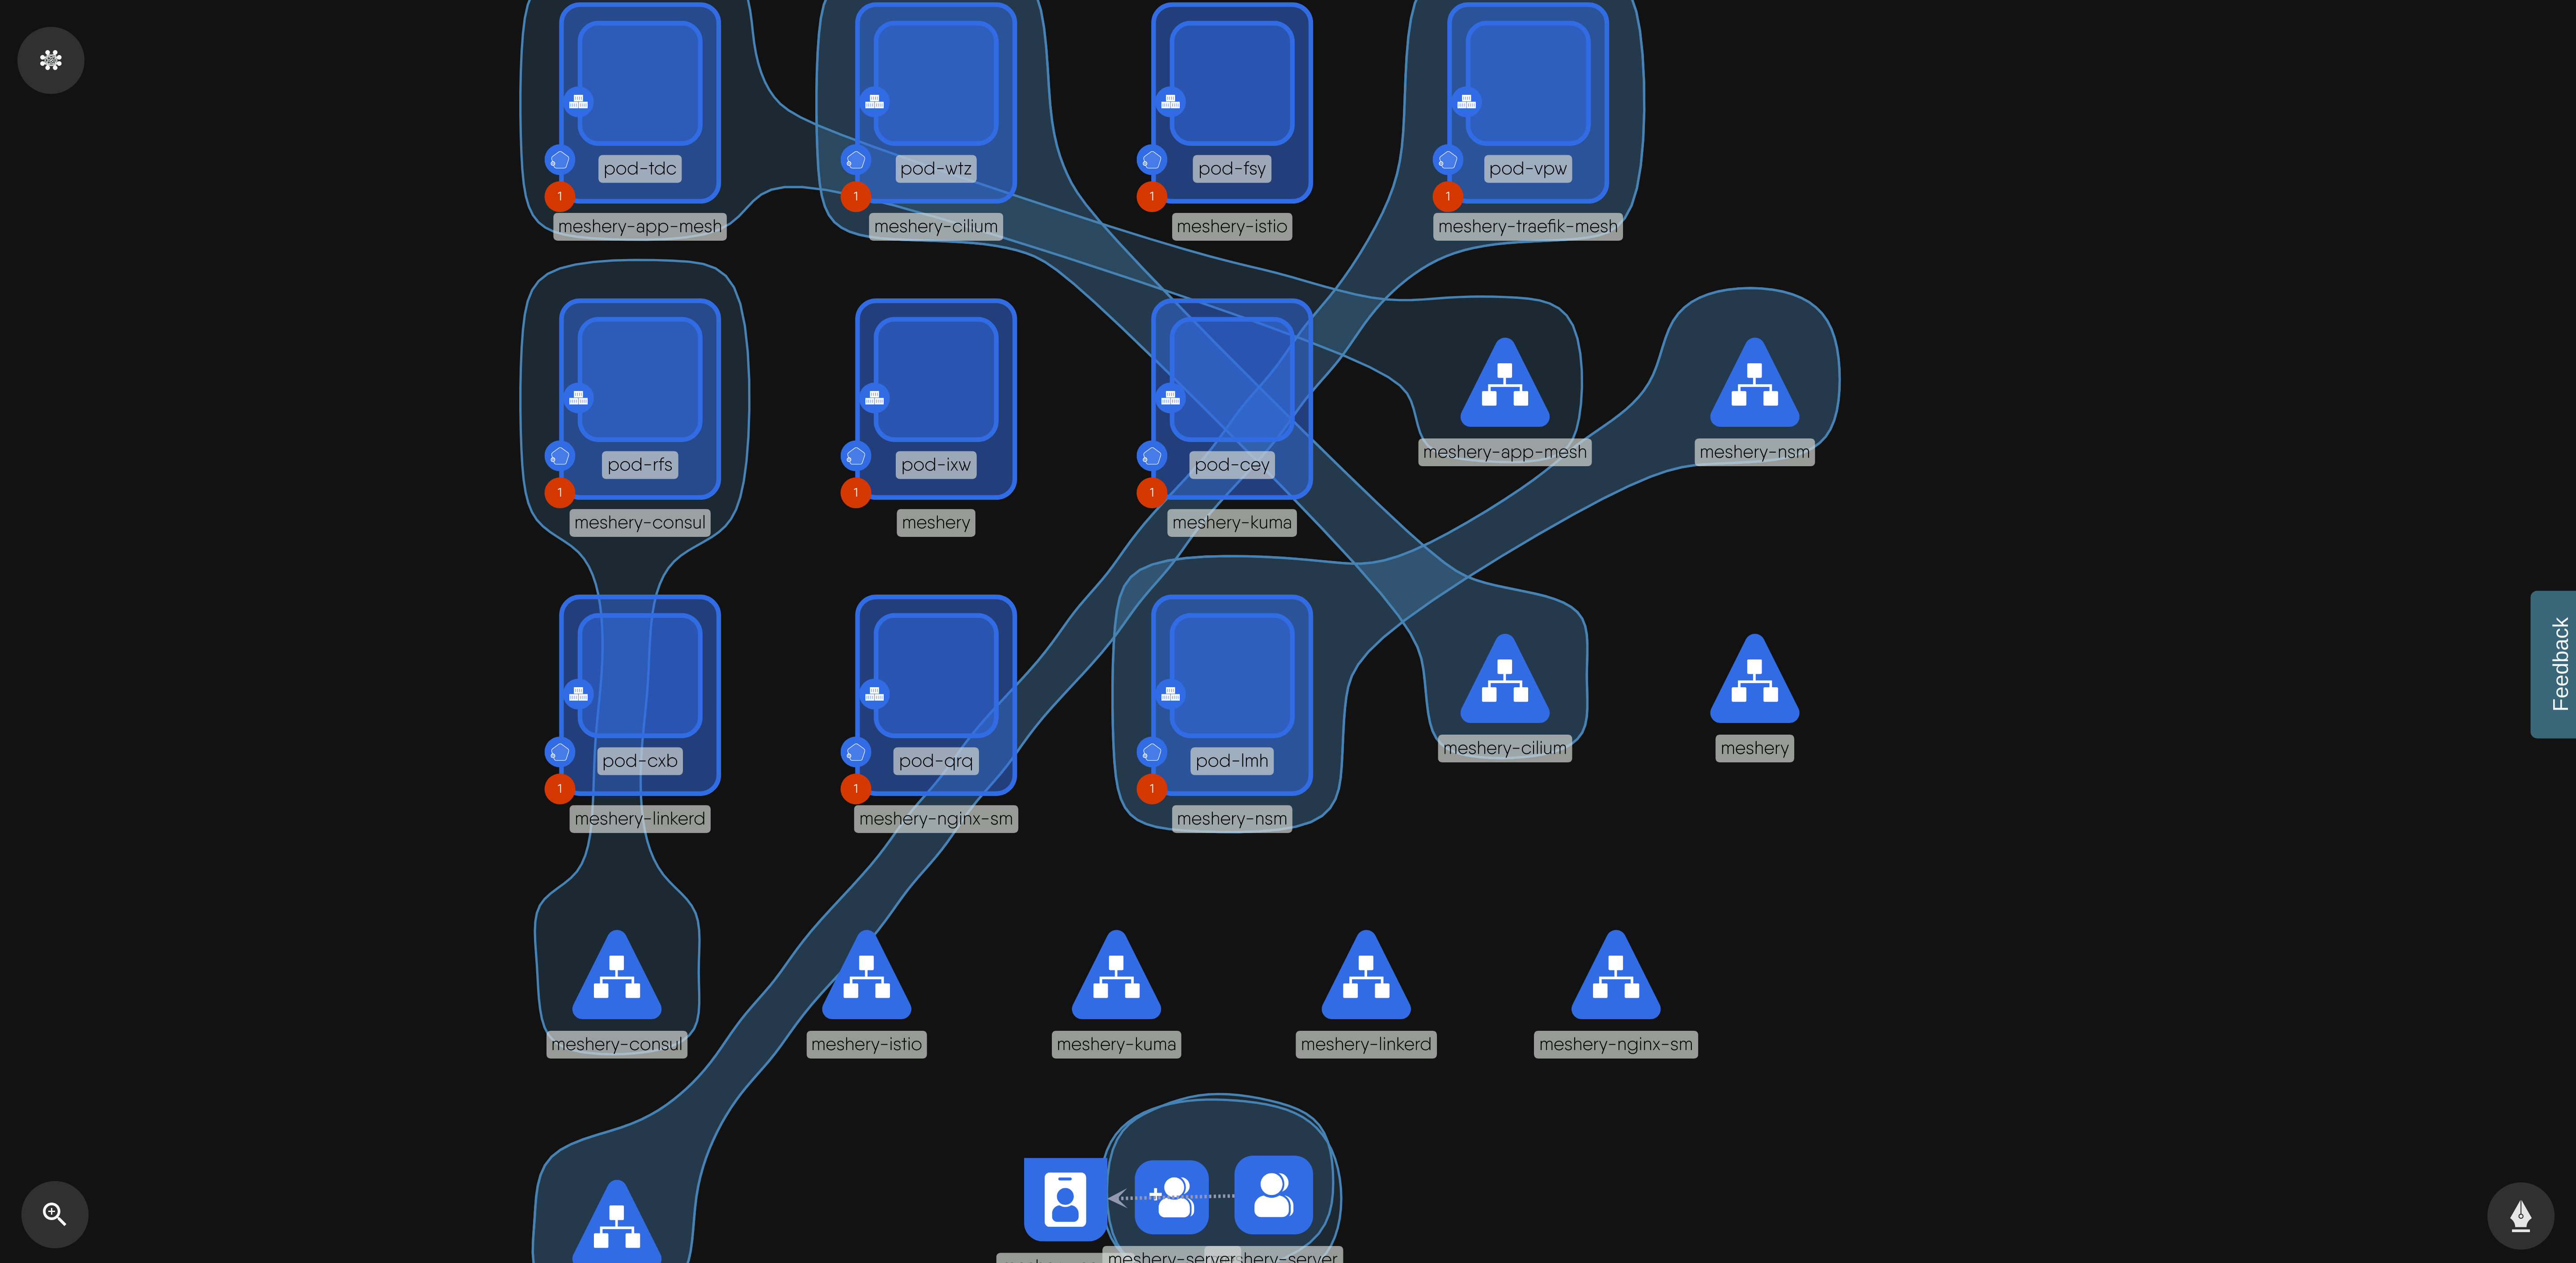 pod-tdc
pod-wtz
pod-fsy
pod-vpw
1
1
1
1
meshery-app-mesh
meshery-cilium
meshery-istio
meshery-traefik-mesh
pod-rfs
pod-ixw
pod-cey
meshery-app-mesh
meshery-nsm
1
1
1
meshery-consul
meshery
meshery-kuma
Feedback
pod-cxb
pod-qrq
pod-lmh
meshery-cilium
meshery
1
1
1
meshery-linkerd
meshery-nginx-sm
meshery-nsm
meshery-consul
meshery-istio
meshery-kuma
meshery-linkerd
meshery-nginx-sm
meshery-server